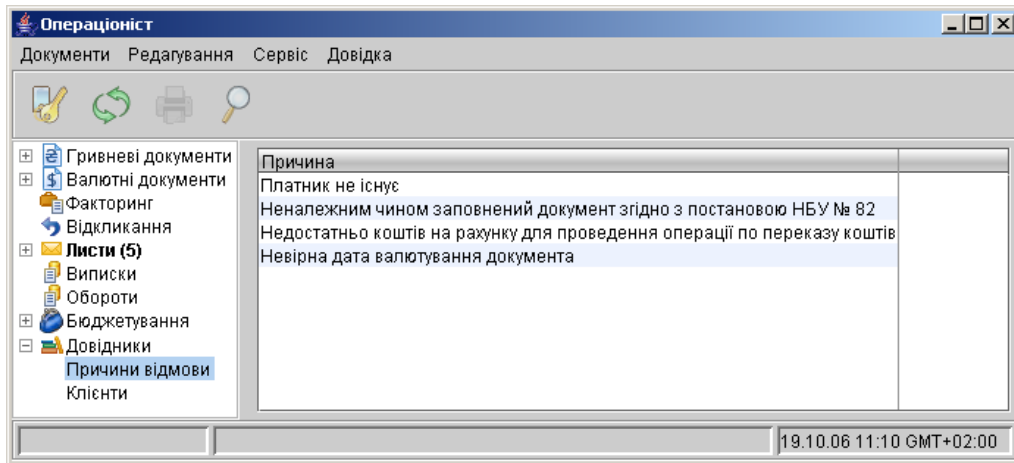 Операціоніст
Документи Редагування Сервіс Довідка
Гривневі документи
Валютні документи
Факторинг
Відкликання
Листи (5)
Виписки
Обороти
Бюджетування
Довідники
Причини відмови
Клієнти
Причина
Платник не існує
Неналежним чином заповнений документ згідно з постановою НБУ № 82
Недостатньо коштів на рахунку для проведення операції по переказу коштів
Невірна дата валютування документа
19.10.06 11:10 GMT+02:00